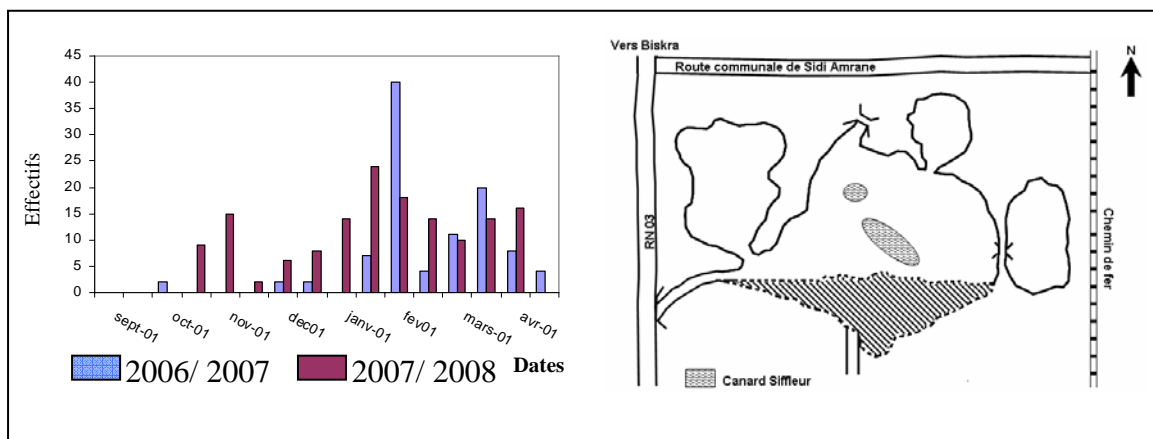 45
40
35
30
25
20
15
10
5
0
Effectifs
sept-01
oct-01
nov-01
dec01
janv-01
fev01
mars-01
avr-01
2006/ 2007
2007/ 2008
Dates
Vers Biskra
Route communale de Sidi Amrane
N
RN 03
Chemin de fer
Canard Siffleur